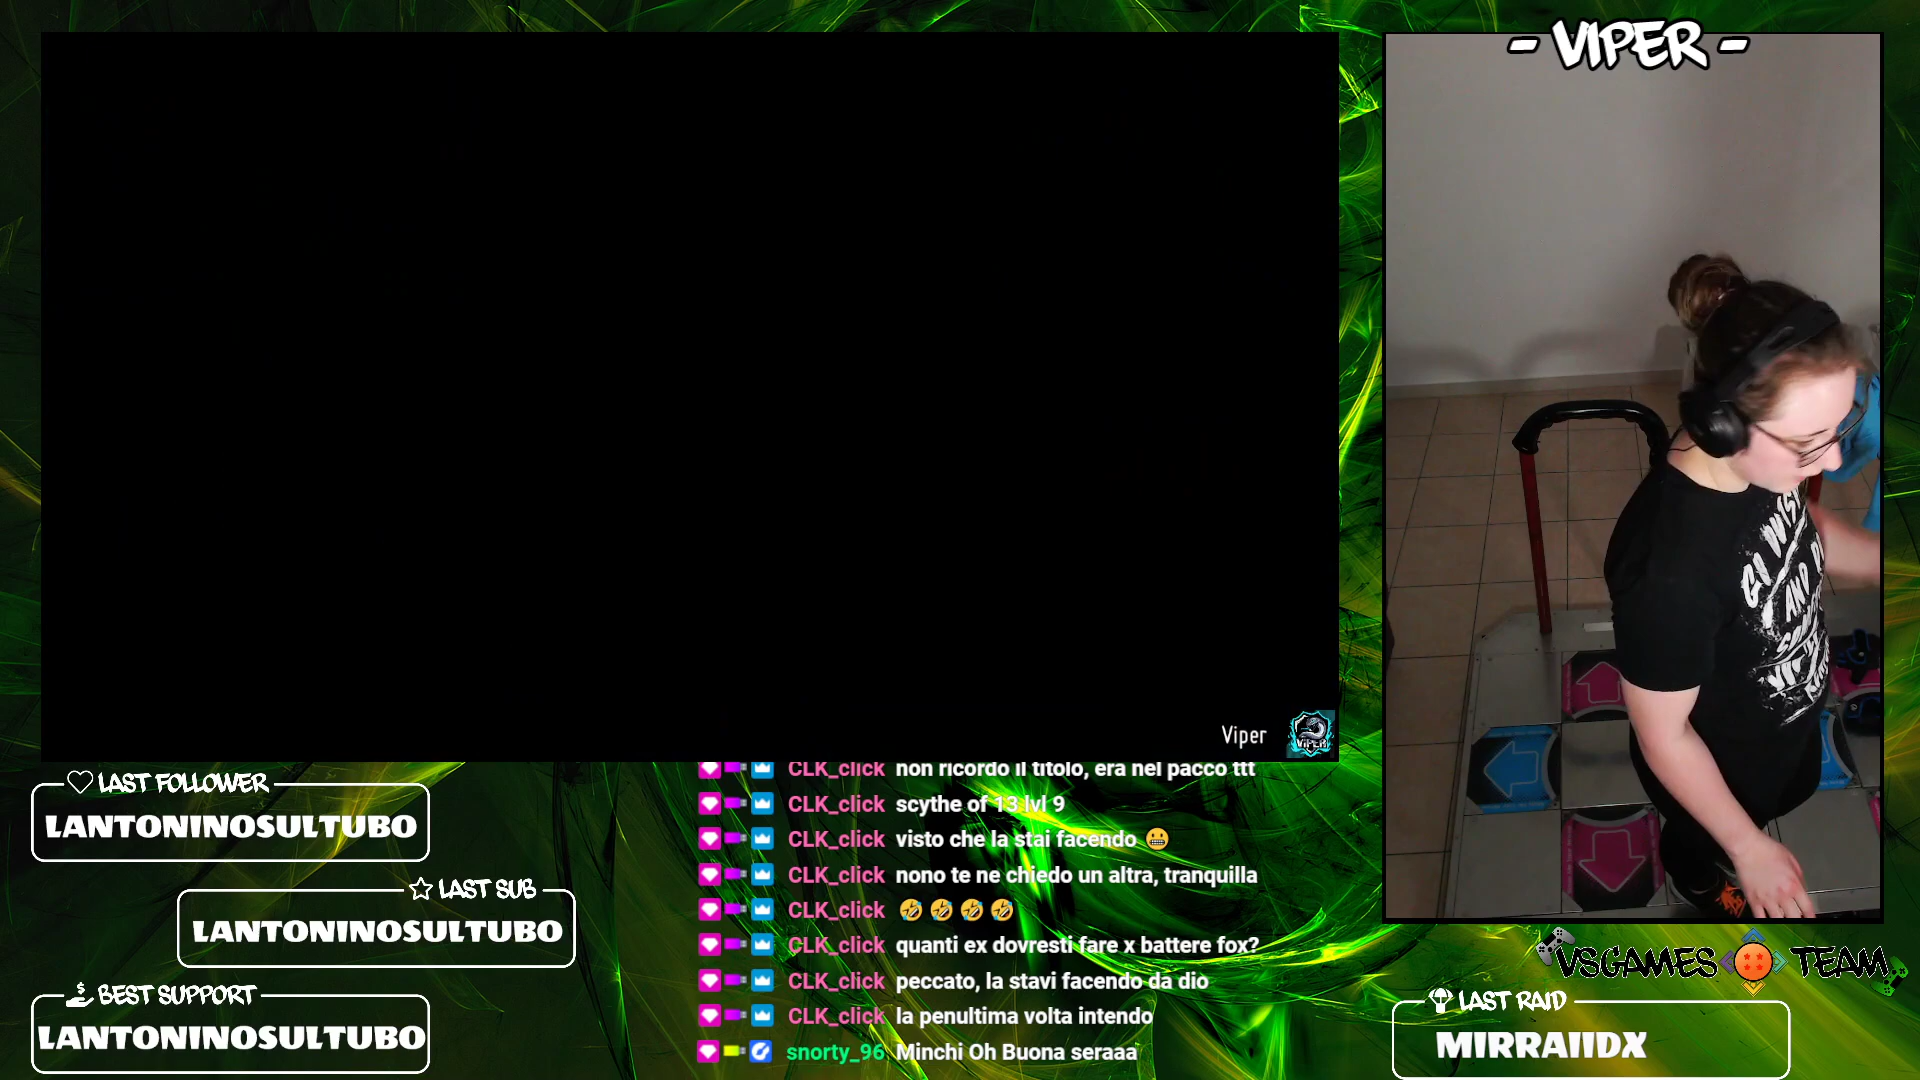 - VIPER -
Viper
VIPER
CLK_click non ricordo il titolo, era nel pacco ttt
CLK_click scythe of 13 lvl 9
CLK_click visto che la stai facendo 😬
CLK_click nono te ne chiedo un altra, tranquilla
CLK_click 🤣 🤣 🤣 🤣
CLK_click quanti ex dovresti fare x battere fox?
CLK_click peccato, la stavi facendo da dio
CLK_click la penultima volta intendo
snorty_96 Minchi Oh Buona seraaa
LAST FOLLOWER
LANTONINOSULTUBO
LAST SUB
LANTONINOSULTUBO
BEST SUPPORT
LANTONINOSULTUBO
VSGAMES TEAM
LAST RAID
MIRRAIIDX